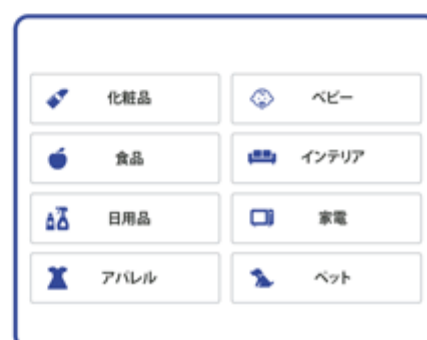 化粧品
ベビー
食品
インテリア
日用品
家電
アパレル
ペット